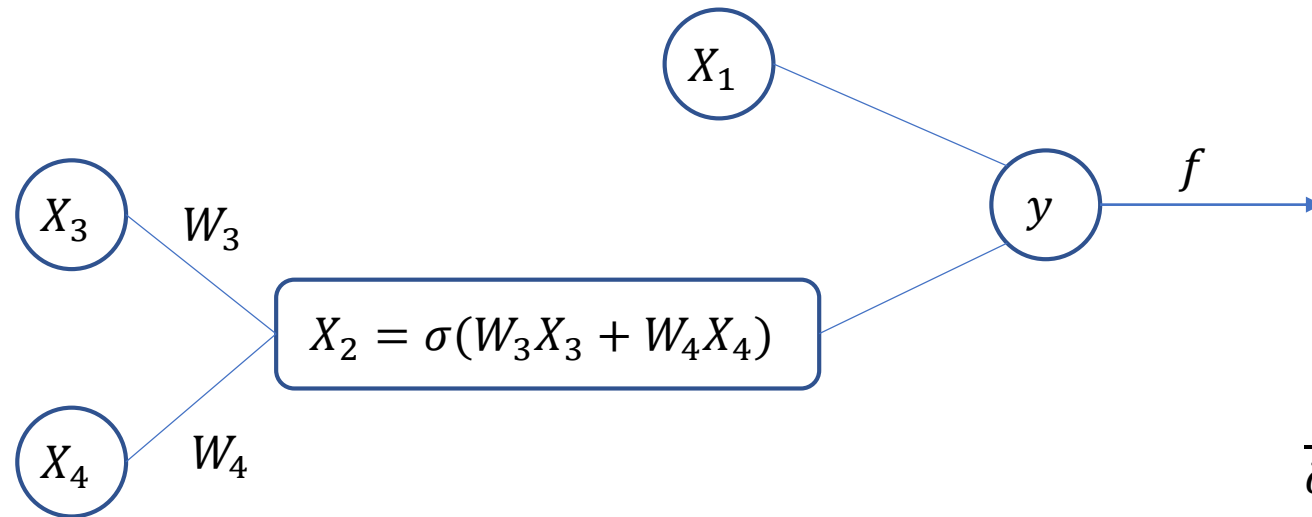 X₁
f
X₃
W₃
y
X₂ = σ(W₃X₃ + W₄X₄)
W₄
X₄